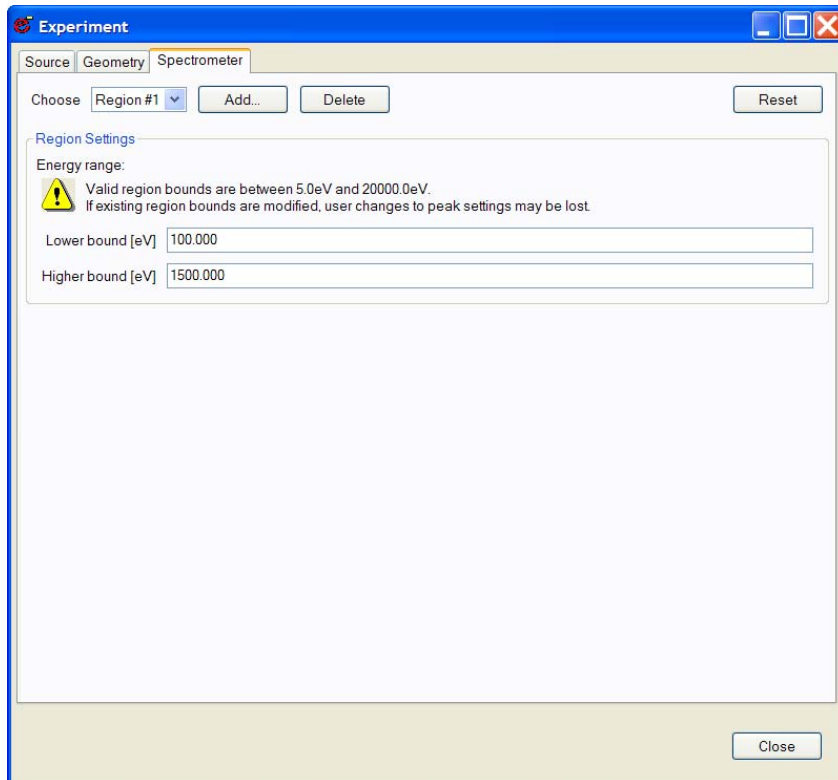 Experiment
Source Geometry Spectrometer
Choose Region #1 Add... Delete Reset
Region Settings
Energy range:
Valid region bounds are between 5.0eV and 20000.0eV.
If existing region bounds are modified, user changes to peak settings may be lost.
Lower bound [eV] 100.000
Higher bound [eV] 1500.000
Close